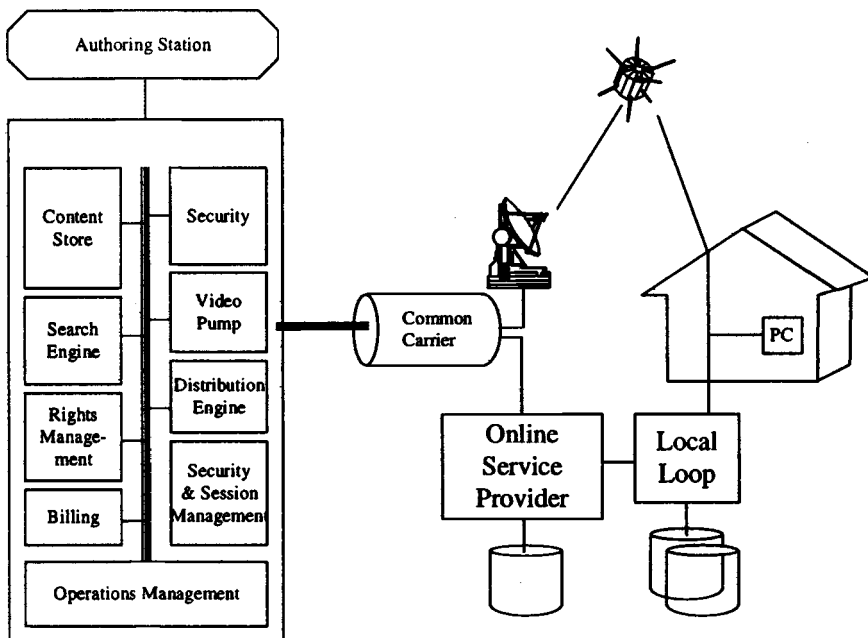 Authoring Station
Content
Store
Security
Search
Engine
Video
Pump
Rights
Manage-
ment
Distribution
Engine
Billing
Security
& Session
Management
Operations Management
Common
Carrier
PC
Online
Service
Provider
Local
Loop